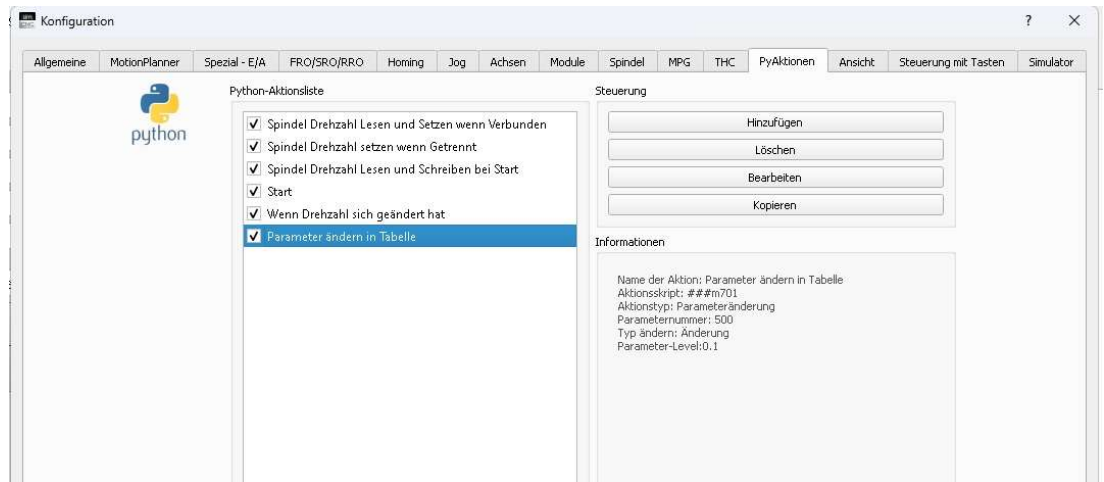 Konfiguration
Allgemeine MotionPlanner Spezial - E/A FRO/SRO/RRO Homing Jog Achsen Module Spindel MPG THC PyAktionen Ansicht Steuerung mit Tasten Simulator
python
Python-Aktionsliste
Spindel Drehzahl Lesen und Setzen wenn Verbunden
Spindel Drehzahl setzen wenn Getrennt
Spindel Drehzahl Lesen und Schreiben bei Start
Start
Wenn Drehzahl sich geändert hat
Parameter ändern in Tabelle
Steuerung
Hinzufügen
Löschen
Bearbeiten
Kopieren
Informationen
Name der Aktion: Parameter ändern in Tabelle
Aktionsskript: ###m701
Aktionstyp: Parameteränderung
Parameternummer: 500
Typ ändern: Änderung
Parameter-Level:0.1